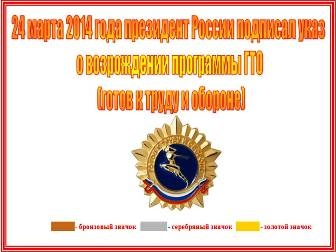 24 марта 2014 года президент России подписал указ
о возрождении программы ГТО
(готов к труду и обороне)
- бронзовый значок - серебряный значок - золотой значок